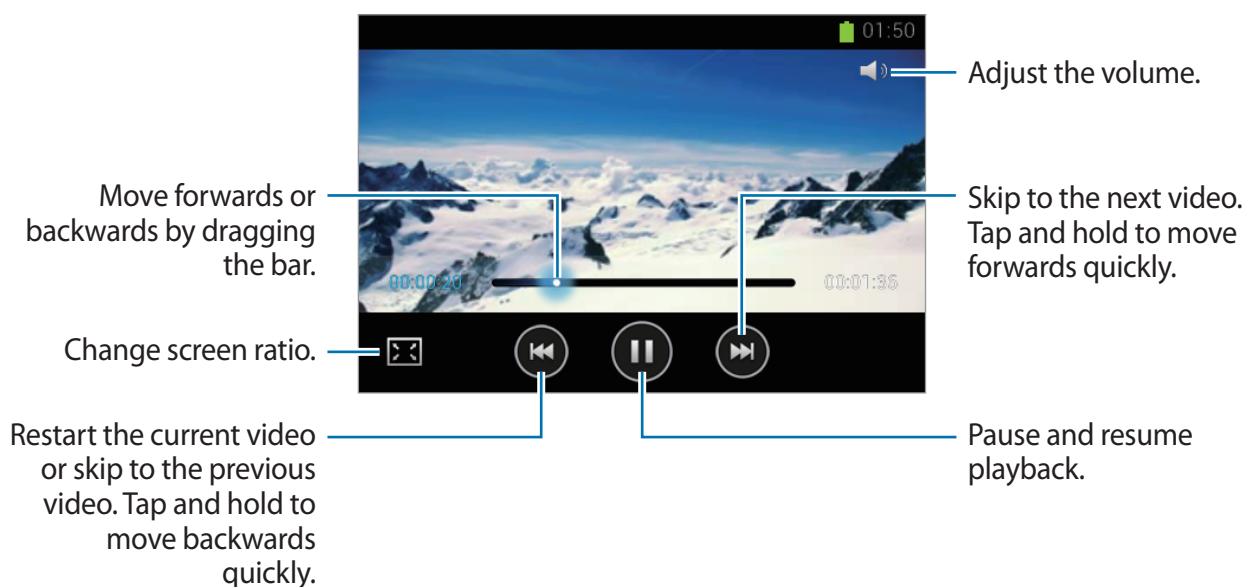 01:50
Adjust the volume.
Move forwards or
backwards by dragging
the bar.
Skip to the next video.
Tap and hold to move
forwards quickly.
00:00:20
00:01:36
Change screen ratio.
Restart the current video
or skip to the previous
video. Tap and hold to
move backwards
quickly.
Pause and resume
playback.